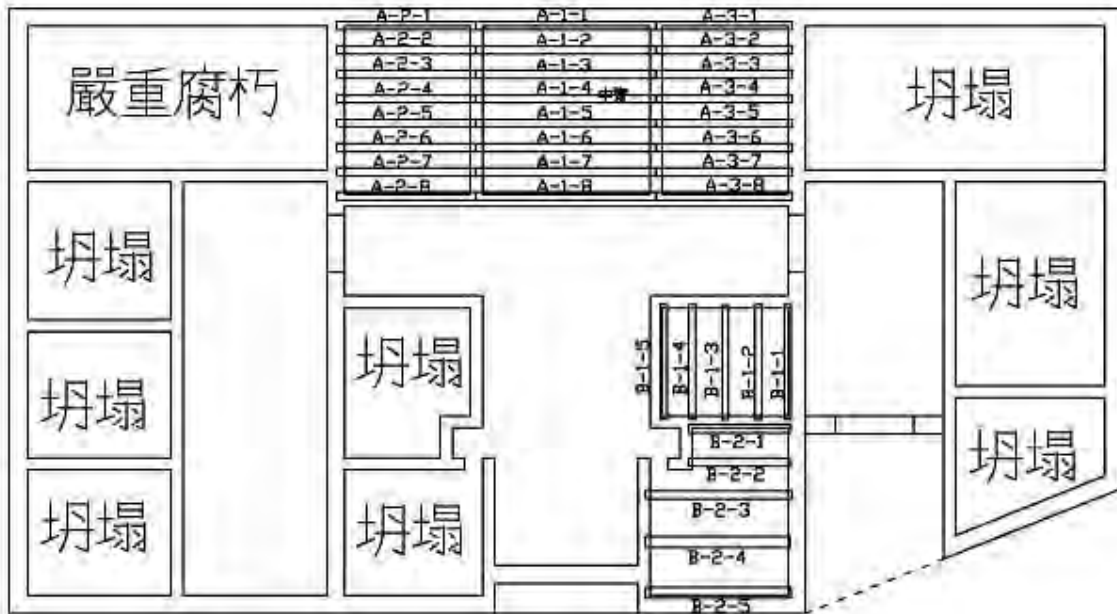 A-2-1 A-1-1 A-3-1
A-2-2 A-1-2 A-3-2
A-2-3 A-1-3 A-3-3
A-2-4 A-1-4 中脊 A-3-4
A-2-5 A-1-5 A-3-5
A-2-6 A-1-6 A-3-6
A-2-7 A-1-7 A-3-7
A-2-8 A-1-8 A-3-8
嚴重腐朽
坍塌
坍塌
坍塌
坍塌
坍塌
坍塌
坍塌
坍塌
B-1-5
B-1-4
B-1-3
B-1-2
B-1-1
B-2-1
B-2-2
B-2-3
B-2-4
B-2-5